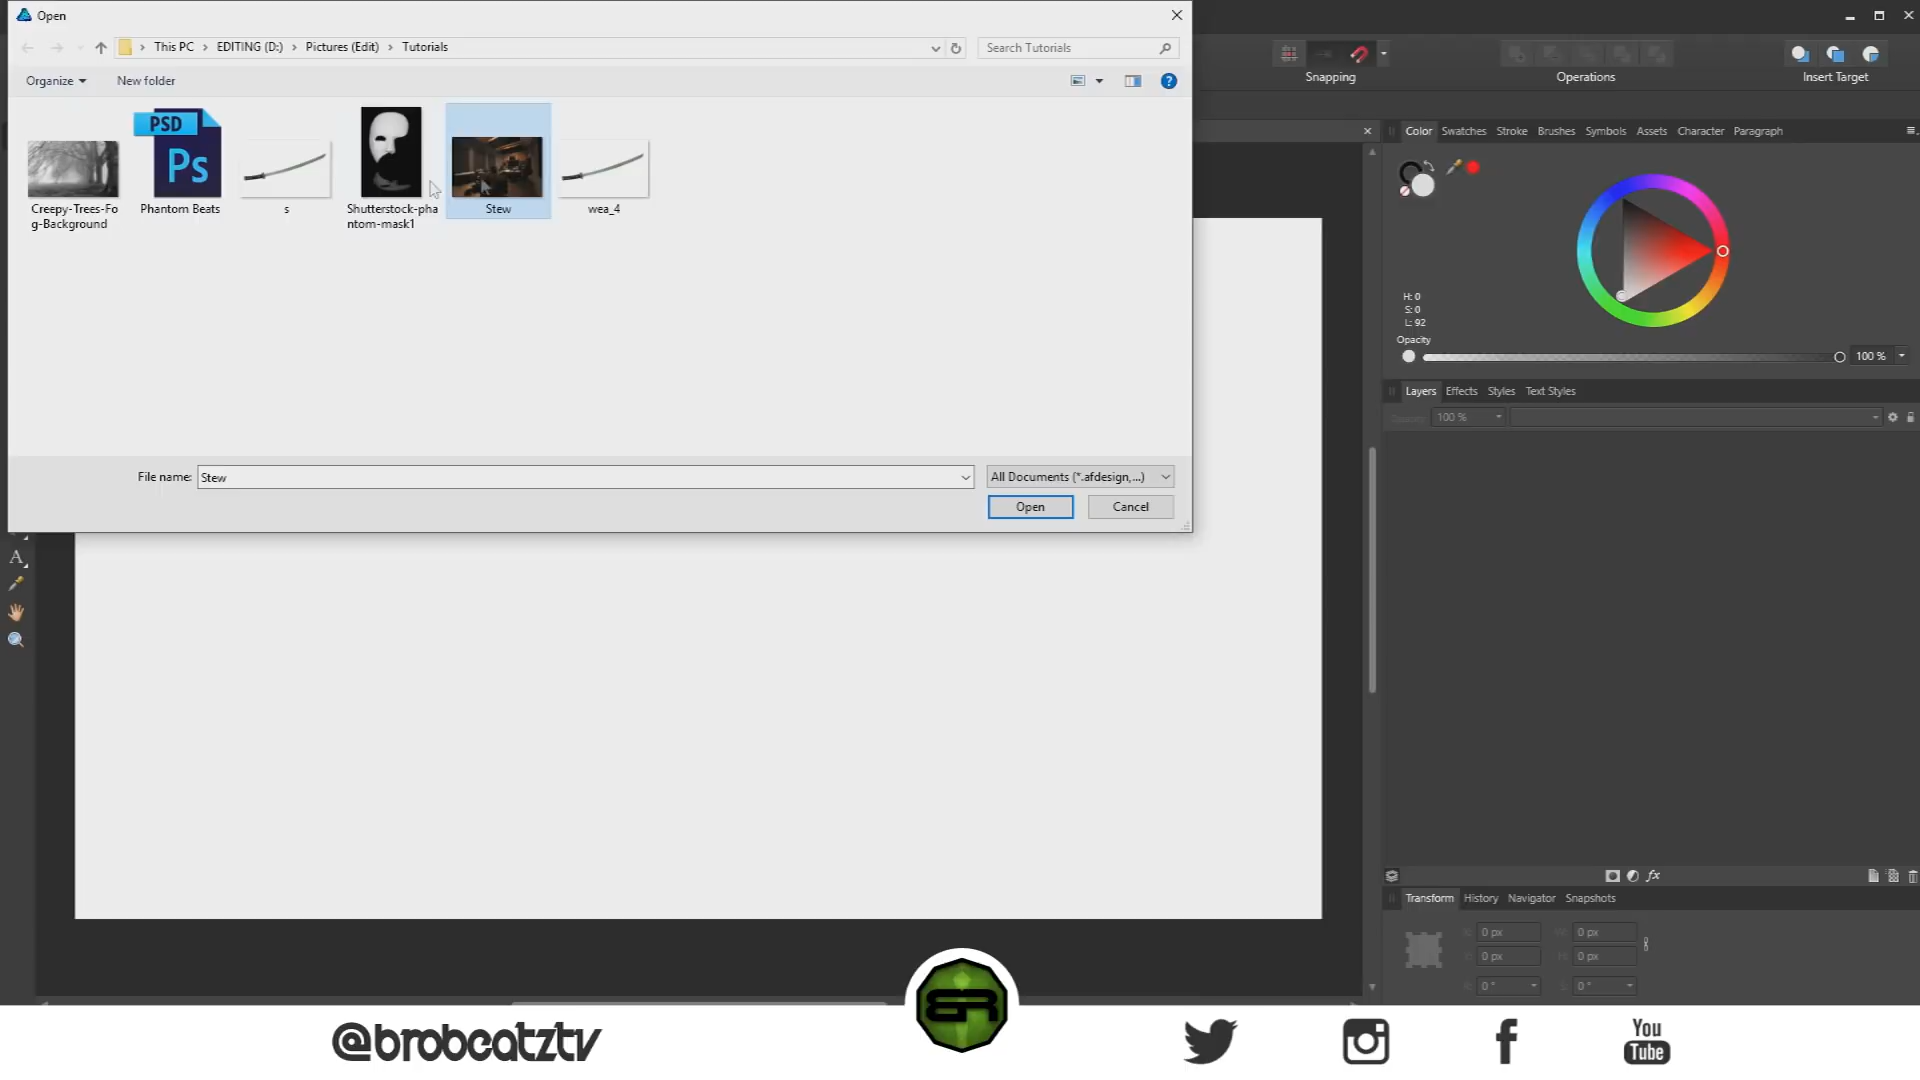 Open
This PC > EDITING (D:) > Pictures (Edit) > Tutorials
Search Tutorials
Organize
New folder
Snapping
Operations
Insert Target
PSD
Ps
Creepy-Trees-Fo
g-Background
Phantom Beats
s
Shutterstock-pha
ntom-mask1
Stew
wea_4
Color Swatches Stroke Brushes Symbols Assets Character Paragraph
H: 0
S: 0
L: 92
Opacity
100 %
Layers Effects Styles Text Styles
100 %
File name: Stew
All Documents (*.afdesign,...)
Open
Cancel
A
fx
Transform History Navigator Snapshots
0 px
0 px
0 px
0 px
0 °
0 °
@brobeatztv
BR
You
Tube